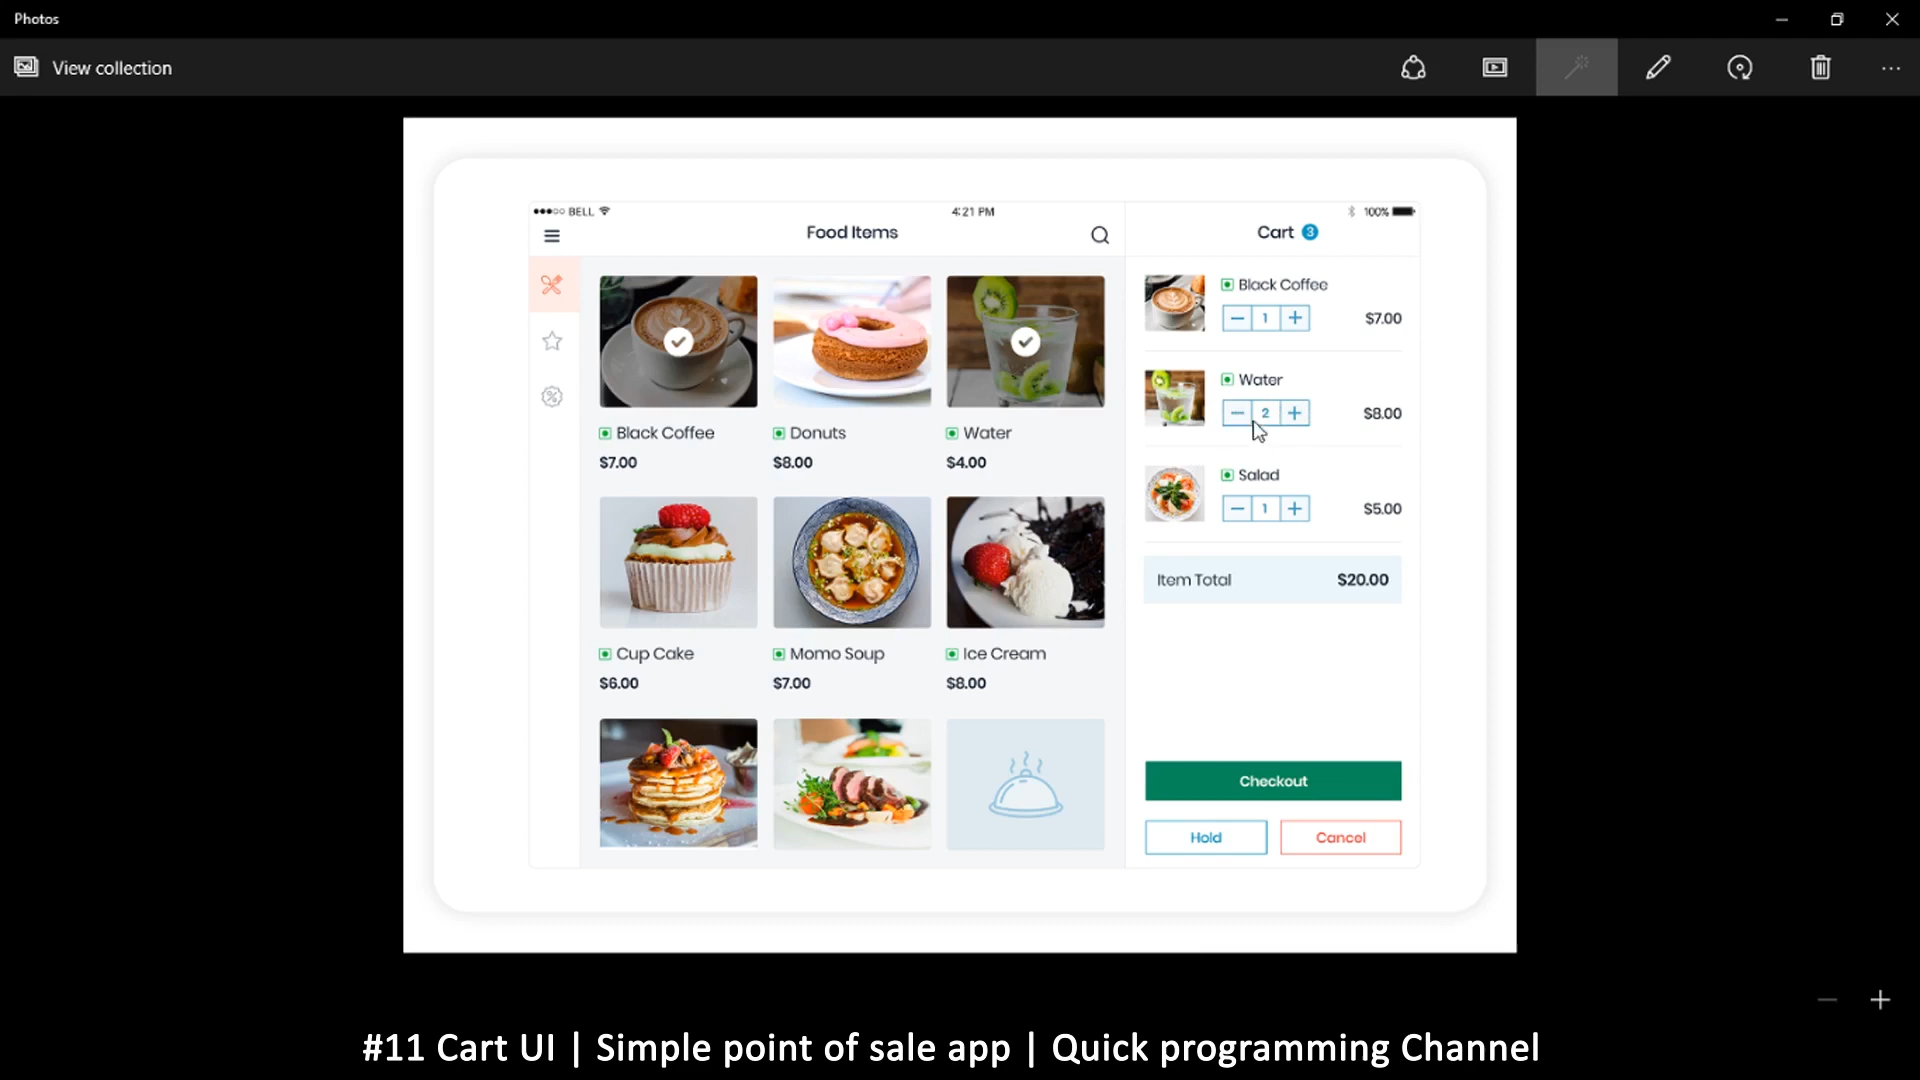 Photos
View collection
BELL
4:21 PM
100%
Food Items
Cart 3
Black Coffee
$7.00
Donuts
$8.00
Water
$4.00
Cup Cake
$6.00
Momo Soup
$7.00
Ice Cream
$8.00
Black Coffee
1
$7.00
Water
2
$8.00
Salad
1
$5.00
Item Total $20.00
Checkout
Hold
Cancel
#11 Cart UI | Simple point of sale app | Quick programming Channel